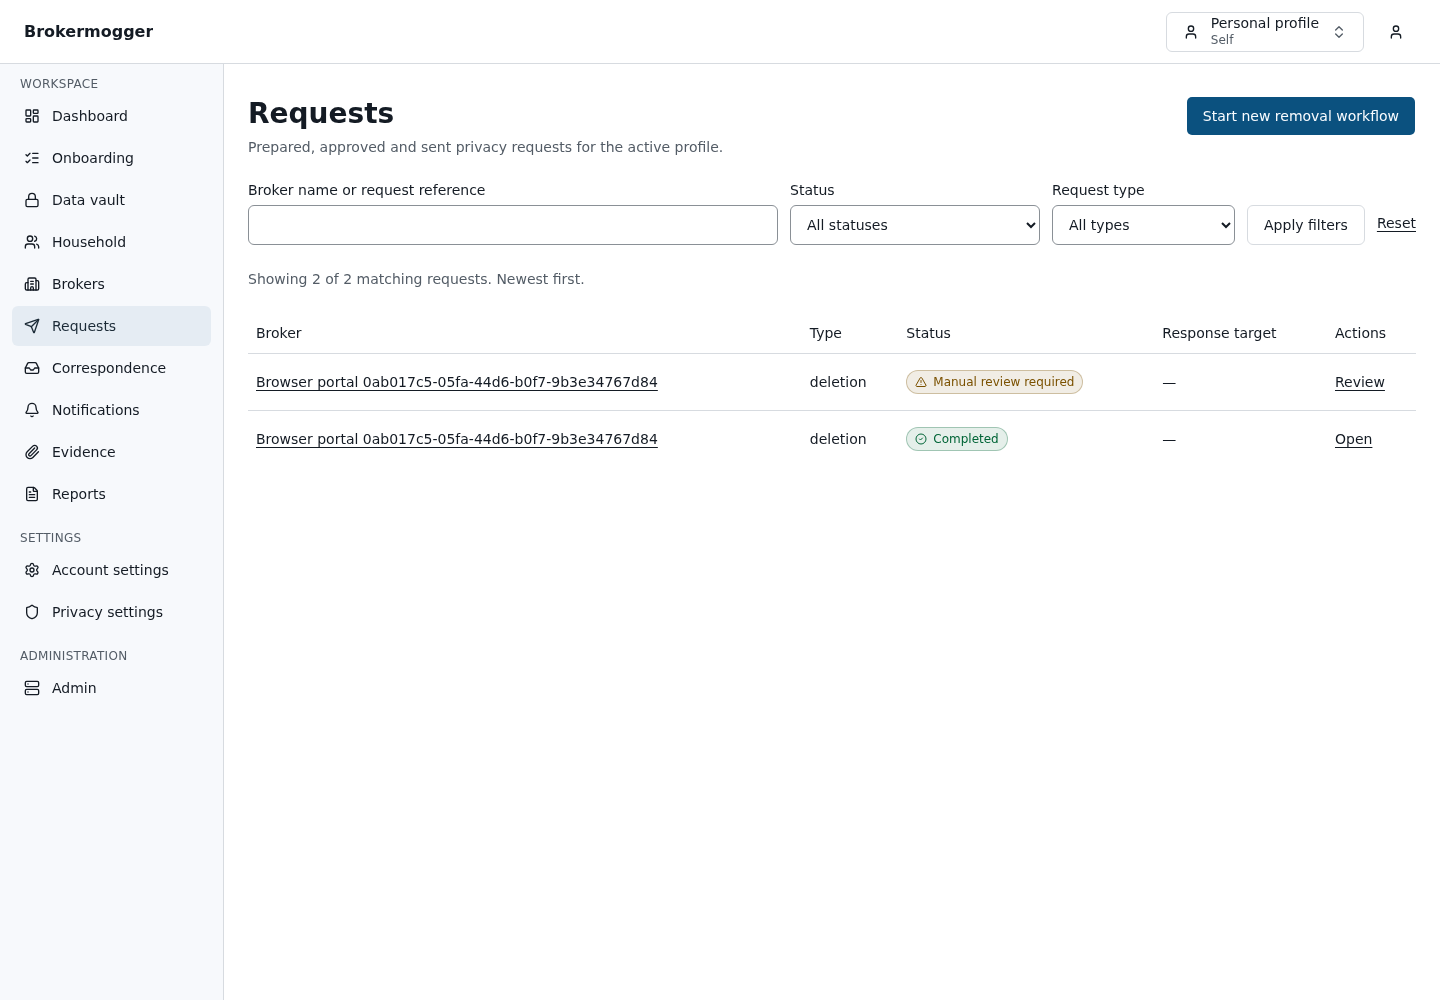 Brokermogger
Personal profile
Self
WORKSPACE
Dashboard
Onboarding
Data vault
Household
Brokers
Requests
Correspondence
Notifications
Evidence
Reports
SETTINGS
Account settings
Privacy settings
ADMINISTRATION
Admin
Requests
Start new removal workflow
Prepared, approved and sent privacy requests for the active profile.
Broker name or request reference
Status
Request type
All statuses
All types
Apply filters
Reset
Showing 2 of 2 matching requests. Newest first.
Broker Type Status Response target Actions
Browser portal 0ab017c5-05fa-44d6-b0f7-9b3e34767d84 deletion Manual review required — Review
Browser portal 0ab017c5-05fa-44d6-b0f7-9b3e34767d84 deletion Completed — Open